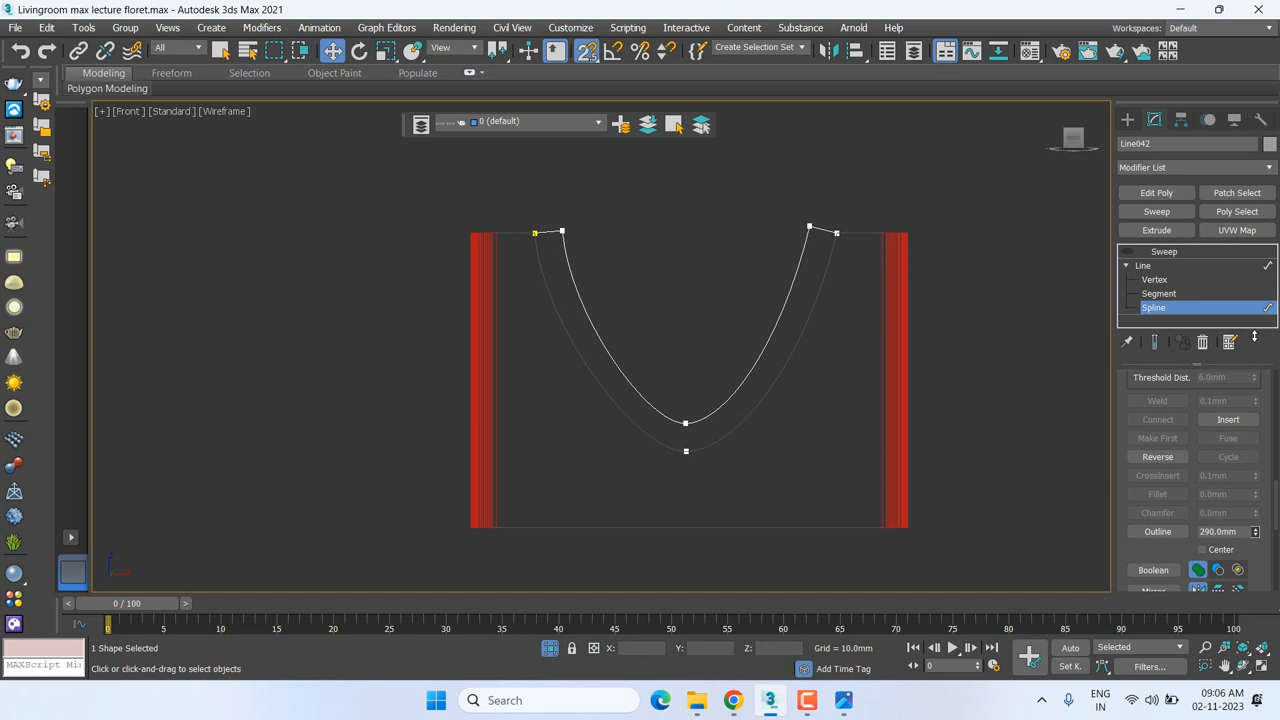 Livingroom max lecture floret.max - Autodesk 3ds Max 2021
File Edit Tools Group Views Create Modifiers Animation Graph Editors Rendering Civil View Customize Scripting Interactive Content Substance Arnold Help
Workspaces: Default
All View Create Selection Set
Modeling Freeform Selection Object Paint Populate
Polygon Modeling
[+] [Front ] [Standard ] [Wireframe ]
0 (default)
Line042
Modifier List
Edit Poly Patch Select
Sweep Poly Select
Extrude UVW Map
Sweep
Line
Vertex
Segment
Spline
Threshold Dist. 6.0mm
Weld 0.1mm
Connect Insert
Make First Fuse
Reverse Cycle
CrossInsert 0.1mm
Fillet 0.0mm
Chamfer 0.0mm
Outline 290.0mm
Center
Boolean
Mirror
< 0 / 100 >
0 5 10 15 20 25 30 35 40 45 50 55 60 65 70 75 80 85 90 95 100
1 Shape Selected
X: Y: Z: Grid = 10.0mm
Auto Selected
MAXScript Mi
Click or click-and-drag to select objects
Add Time Tag
0
Set K. Filters...
Search
ENG
IN
09:06 AM
02-11-2023